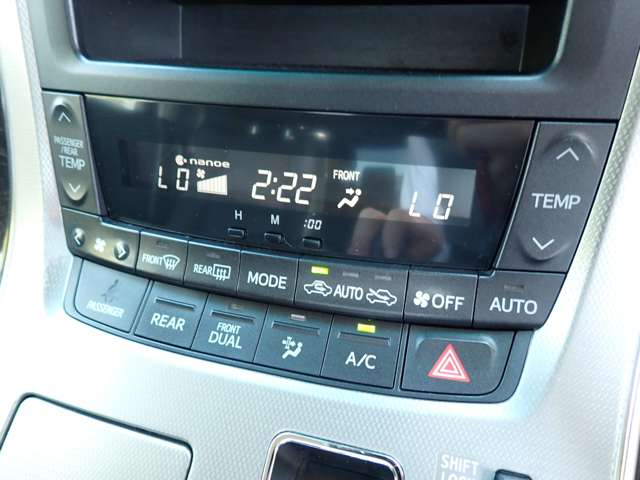 PASSENGER
/REAR
TEMP
nanoe
LO
2:22
FRONT
LO
TEMP
H
M
:00
FRONT
REAR
MODE
AUTO
OFF
AUTO
PASSENGER
REAR
FRONT
DUAL
A/C
SHIFT
LOCK